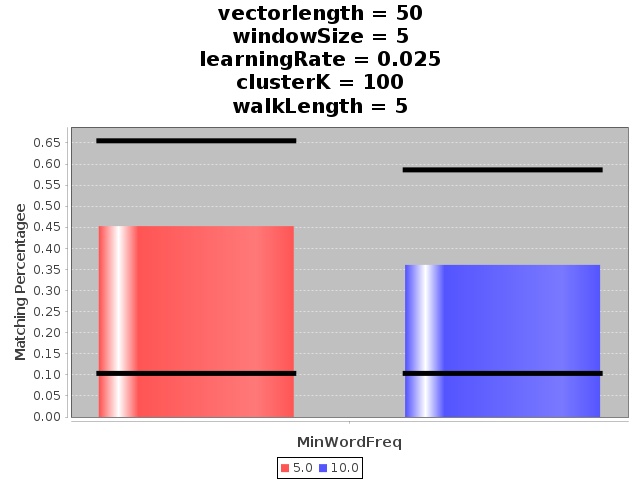 vectorlength = 50
windowSize = 5
learningRate = 0.025
clusterK = 100
walkLength = 5
0.65
0.60
0.55
0.50
0.45
0.40
0.35
0.30
0.25
0.20
0.15
0.10
0.05
0.00
Matching Percentagee
MinWordFreq
5.0 10.0